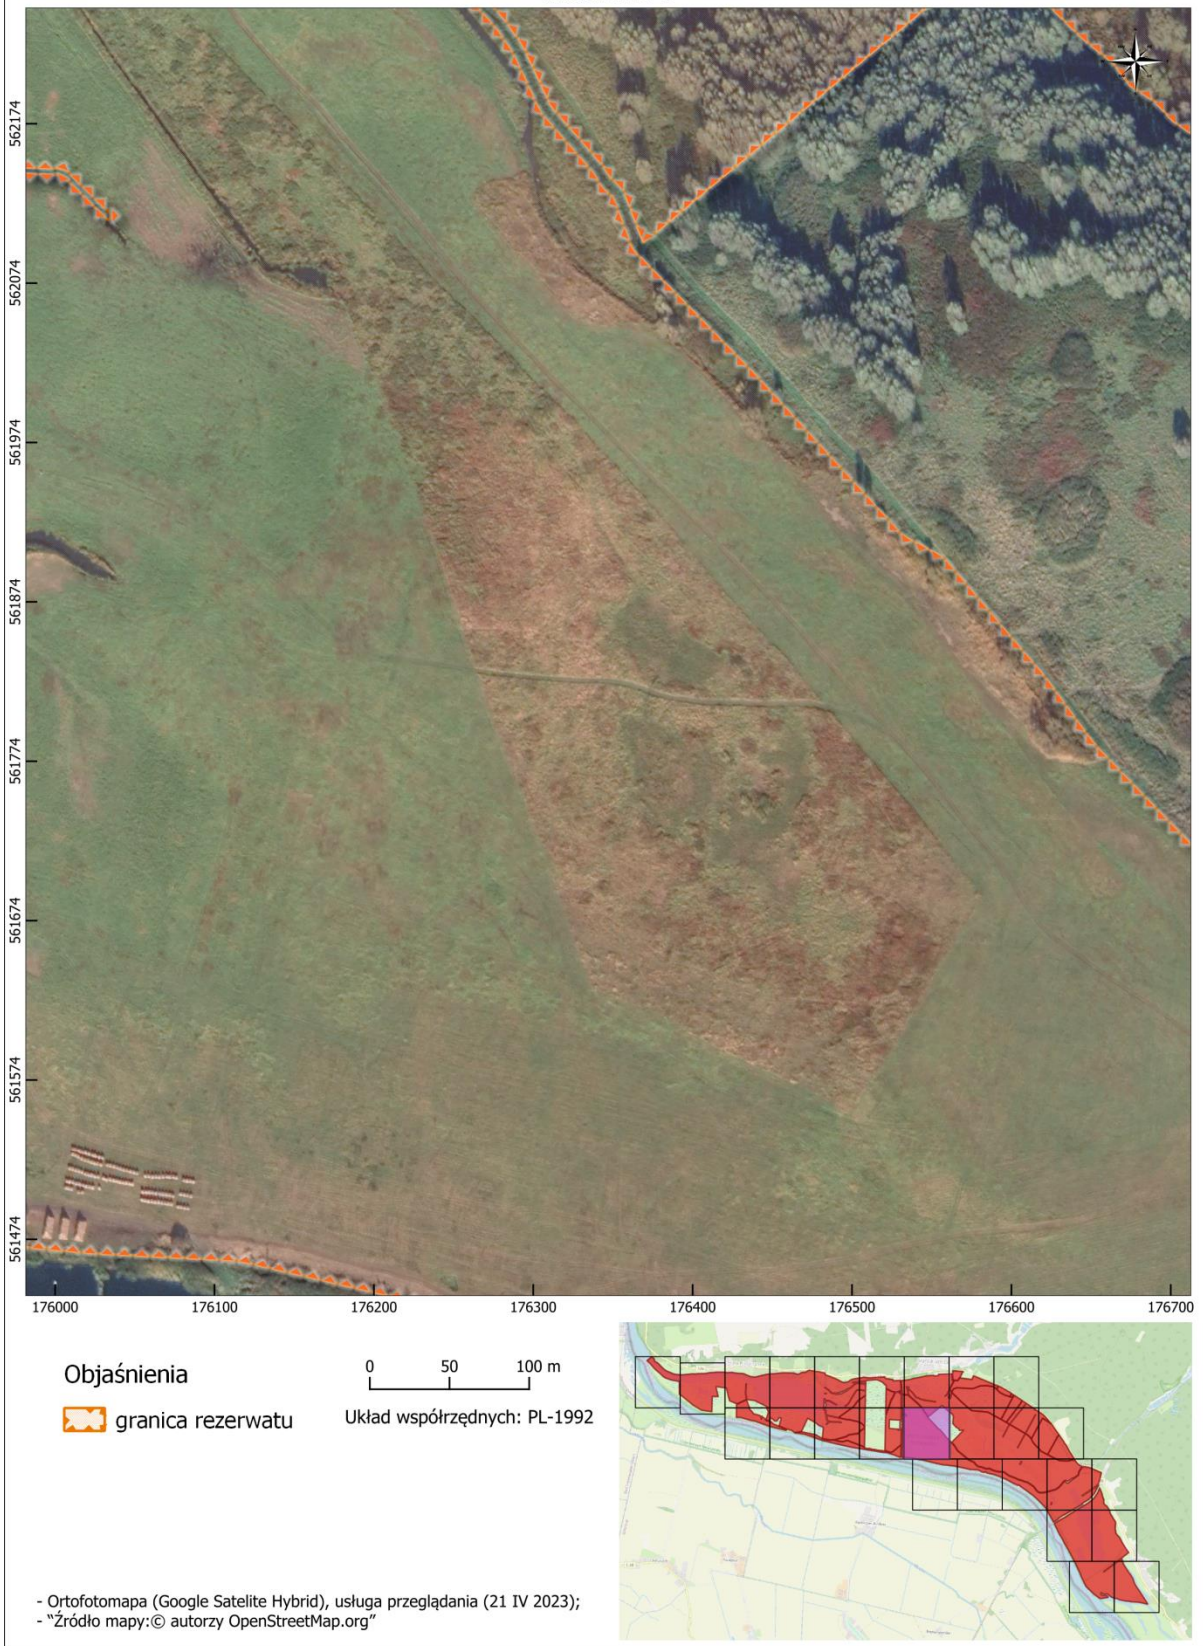 562174
562074
561974
561874
561774
561674
561574
561474
176000 176100 176200 176300 176400 176500 176600 176700
Objaśnienia
granica rezerwatu
0 50 100 m
Układ współrzędnych: PL-1992
- Ortofotomapa (Google Satelite Hybrid), usługa przeglądania (21 IV 2023);
- “Źródło mapy:© autorzy OpenStreetMap.org”